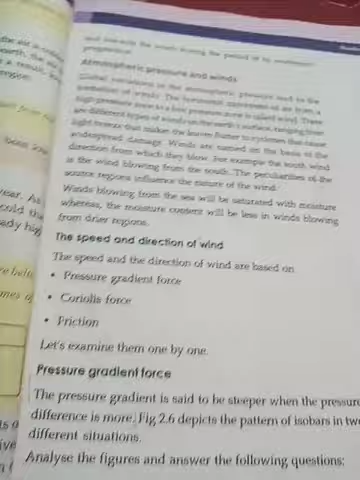 Atmospheric pressure and winds
Global variations in the atmospheric pressure lead to the
formation of winds. The horizontal movement of air from a
high pressure zone to a low pressure zone is called wind. There
are different types of winds on the earth's surface, ranging from
light breeze that makes the leaves flutter to cyclones that cause
widespread damage. Winds are named on the basis of the
direction from which they blow. For example the south wind
is the wind blowing from the south. The peculiarities of the
source regions influence the nature of the wind.
Winds blowing from the sea will be saturated with moisture
whereas, the moisture content will be less in winds blowing
from drier regions.
The speed and direction of wind
The speed and the direction of wind are based on
• Pressure gradient force
• Coriolis force
• Friction
Let's examine them one by one.
Pressure gradient force
The pressure gradient is said to be steeper when the pressure
difference is more. Fig 2.6 depicts the pattern of isobars in two
different situations.
Analyse the figures and answer the following questions: